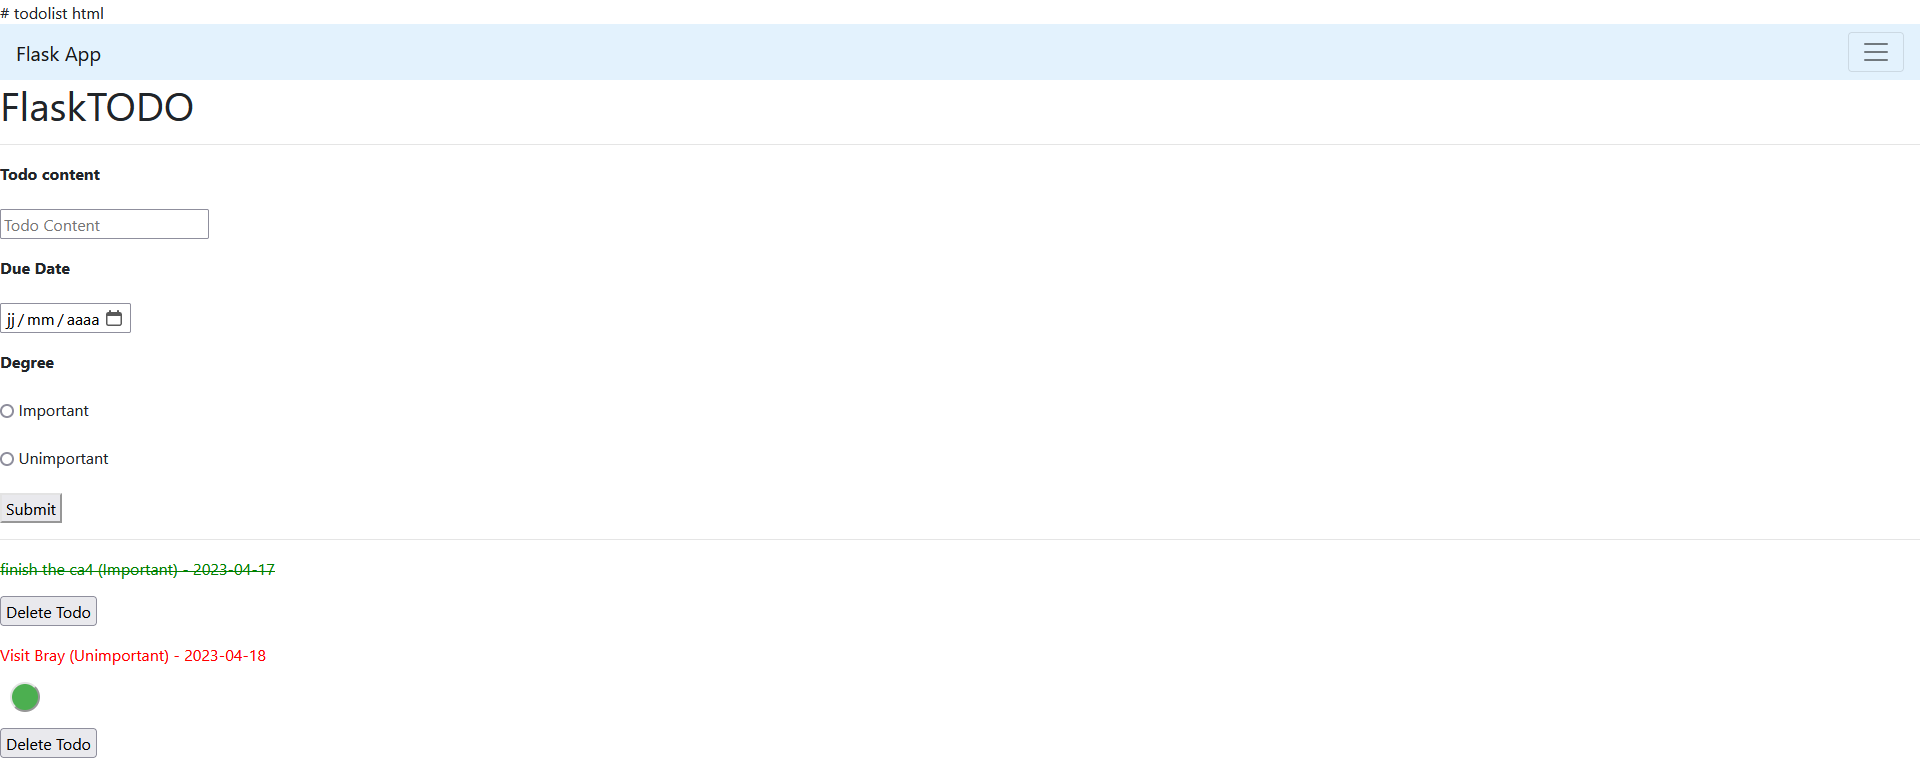 # todolist html
Flask App
FlaskTODO
Todo content
Todo Content
Due Date
jj/mm/aaaa
Degree
Important
Unimportant
Submit
finish the ca4 (Important) - 2023-04-17
Delete Todo
Visit Bray (Unimportant) - 2023-04-18
Delete Todo